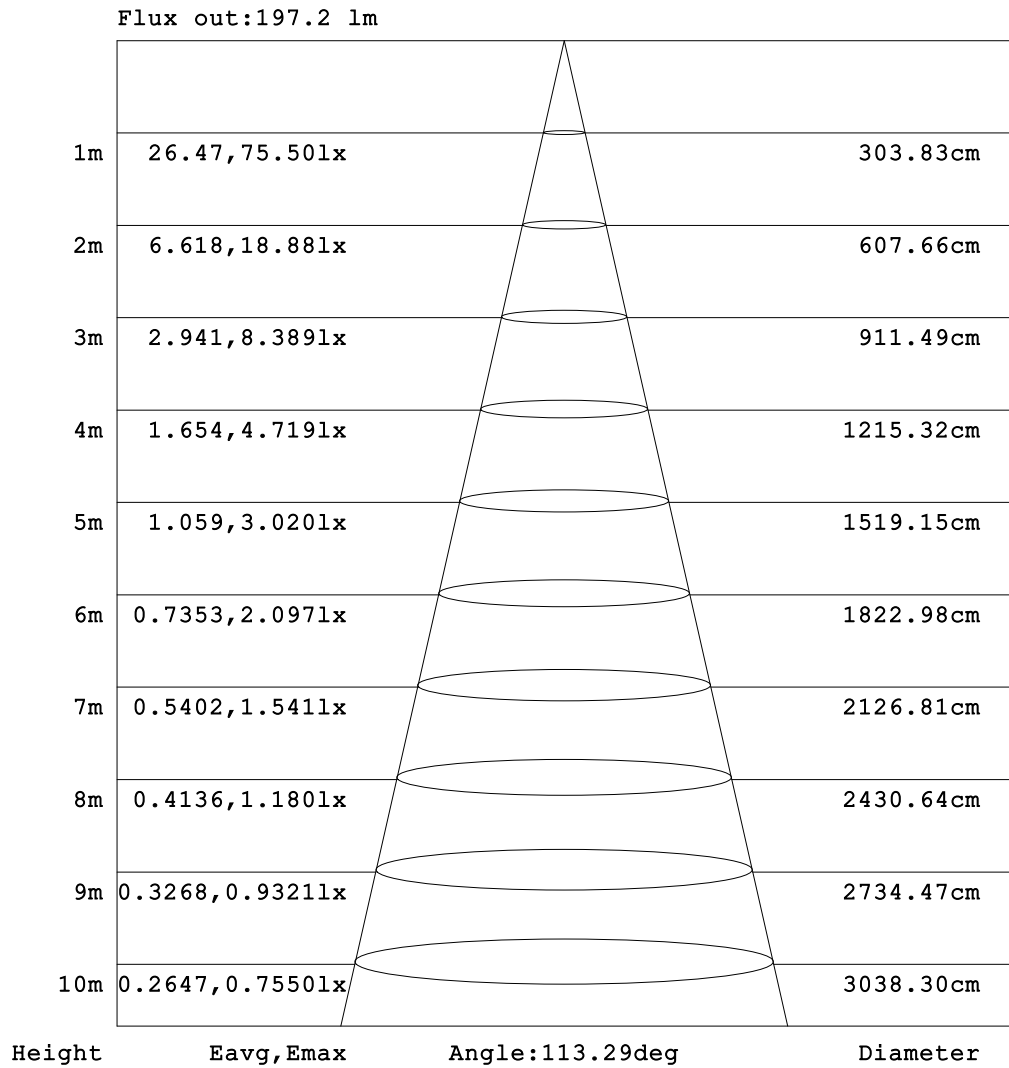 Flux out:197.2 lm
1m 26.47,75.50lx 303.83cm
2m 6.618,18.88lx 607.66cm
3m 2.941,8.389lx 911.49cm
4m 1.654,4.719lx 1215.32cm
5m 1.059,3.020lx 1519.15cm
6m 0.7353,2.097lx 1822.98cm
7m 0.5402,1.541lx 2126.81cm
8m 0.4136,1.180lx 2430.64cm
9m 0.3268,0.9321lx 2734.47cm
10m 0.2647,0.7550lx 3038.30cm
Height Eavg,Emax Angle:113.29deg Diameter